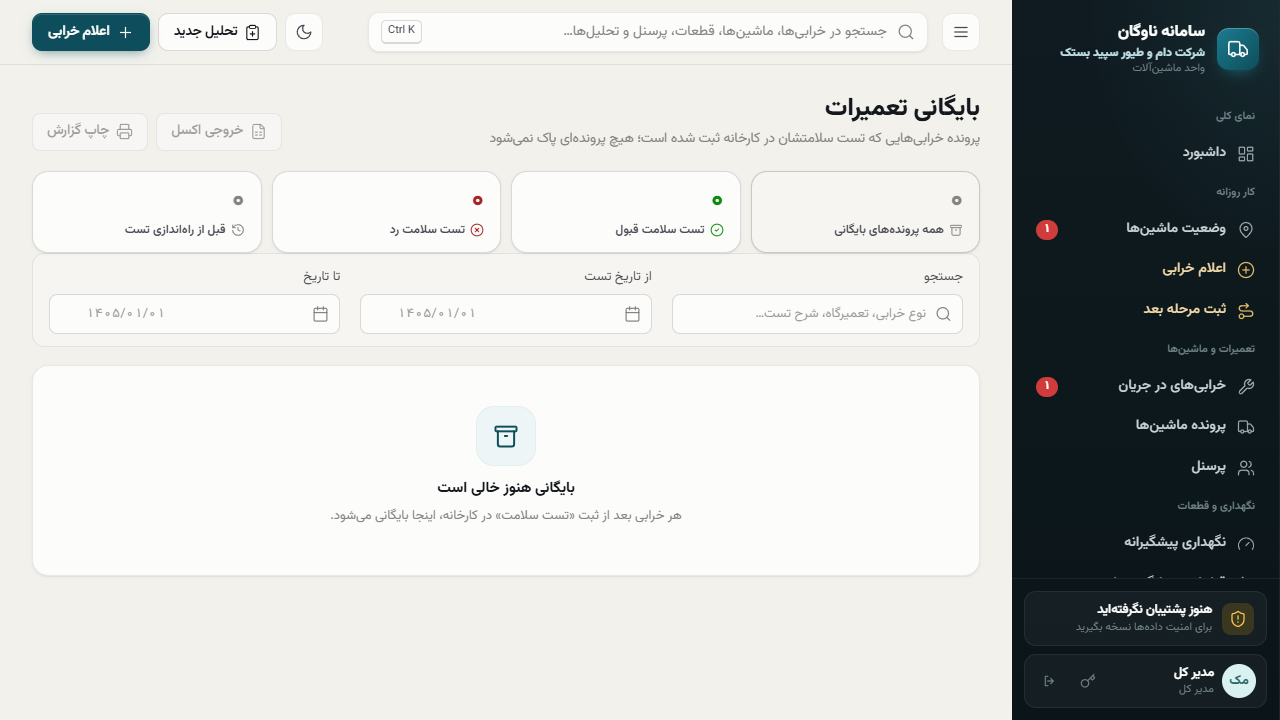 سامانه ناوگان
شرکت دام و طیور سپید بستک
واحد ماشین‌آلات
نمای کلی
داشبورد
کار روزانه
وضعیت ماشین‌ها
۱
اعلام خرابی
ثبت مرحله بعد
تعمیرات و ماشین‌ها
خرابی‌های در جریان
۱
پرونده ماشین‌ها
پرسنل
نگهداری و قطعات
نگهداری پیشگیرانه
هنوز پشتیبان نگرفته‌اید
برای امنیت داده‌ها نسخه بگیرید
مک
مدیر کل
مدیر کل
جستجو در خرابی‌ها، ماشین‌ها، قطعات، پرسنل و تحلیل‌ها...
Ctrl K
تحلیل جدید
اعلام خرابی
بایگانی تعمیرات
پرونده خرابی‌هایی که تست سلامتشان در کارخانه ثبت شده است؛ هیچ پرونده‌ای پاک نمی‌شود
خروجی اکسل
چاپ گزارش
۰
همه پرونده‌های بایگانی
۰
تست سلامت قبول
۰
تست سلامت رد
۰
قبل از راه‌اندازی تست
جستجو
نوع خرابی، تعمیرگاه، شرح تست...
از تاریخ تست
۱۴۰۵/۰۱/۰۱
تا تاریخ
۱۴۰۵/۰۱/۰۱
بایگانی هنوز خالی است
هر خرابی بعد از ثبت «تست سلامت» در کارخانه، اینجا بایگانی می‌شود.